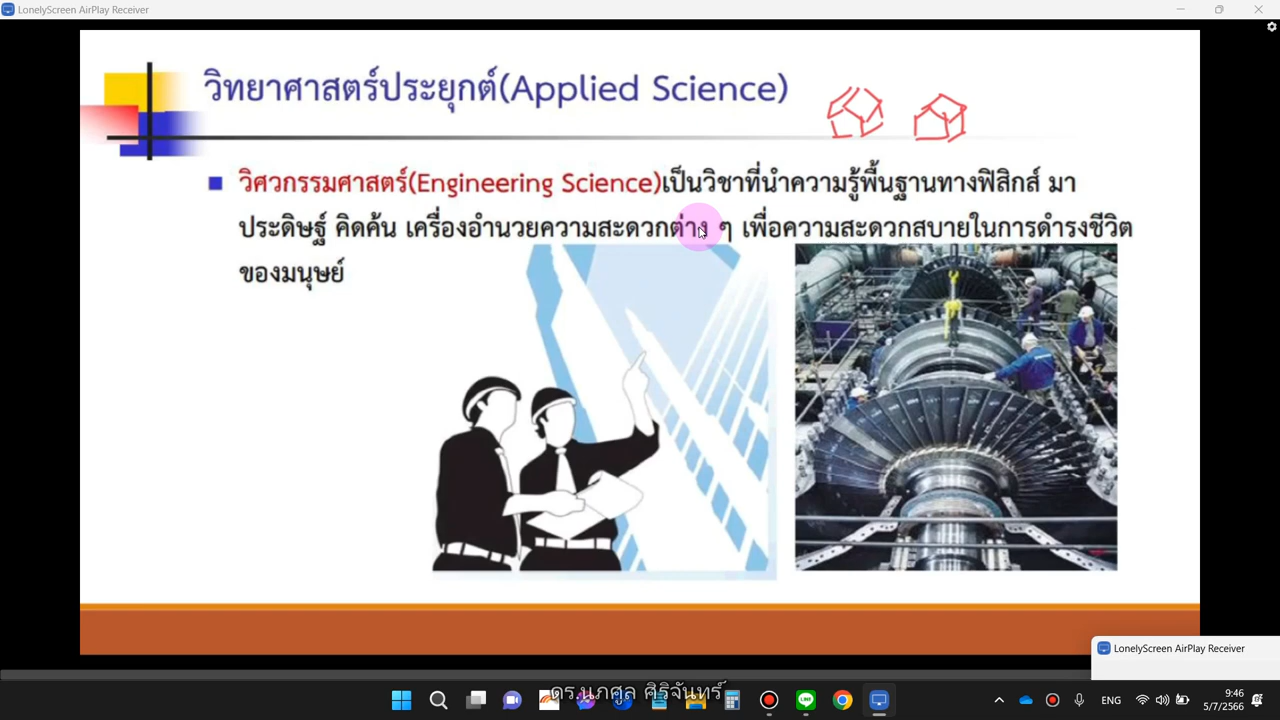 LonelyScreen AirPlay Receiver
วิทยาศาสตร์ประยุกต์(Applied Science)
วิศวกรรมศาสตร์(Engineering Science)เป็นวิชาที่นำความรู้พื้นฐานทางฟิสิกส์ มา
ประดิษฐ์ คิดค้น เครื่องอำนวยความสะดวกต่าง ๆ เพื่อความสะดวกสบายในการดำรงชีวิต
ของมนุษย์
LonelyScreen AirPlay Receiver
ดร.นภศูล ศิริจันทร์
ENG
9:46
5/7/2566